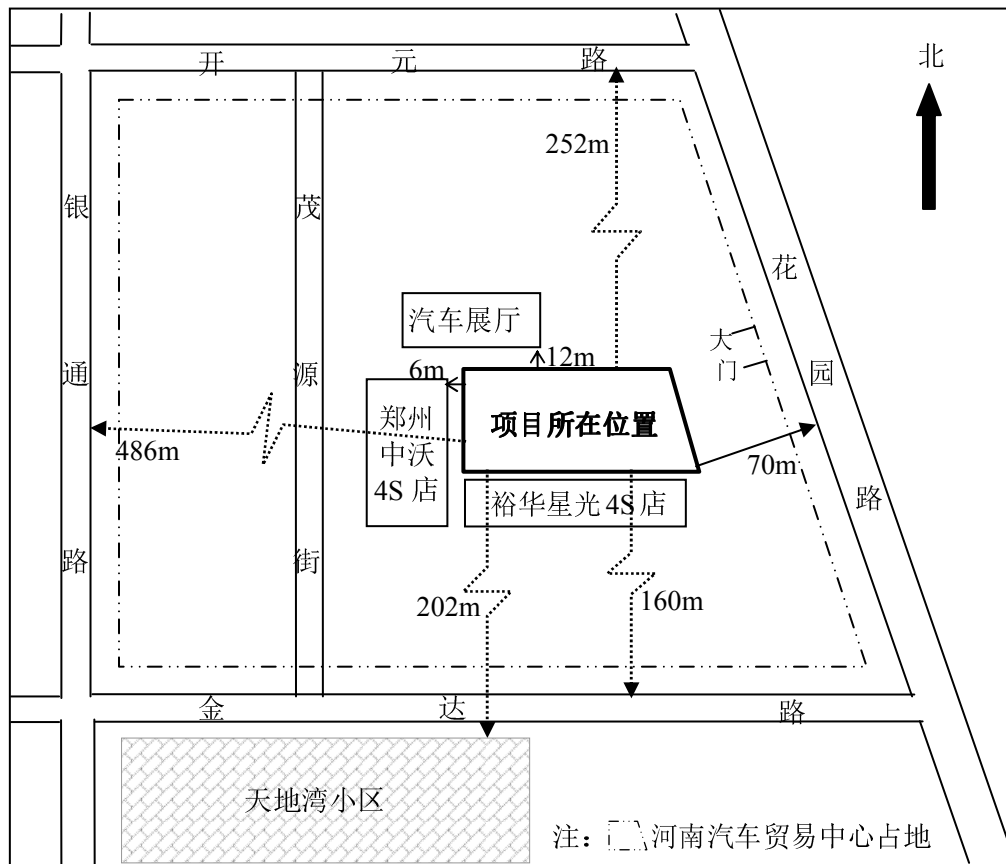 开元路
北
252m
银通路
茂源街
花园路
汽车展厅
大门
12m
6m
郑州
中沃
4S 店
项目所在位置
486m
70m
裕华星光 4S 店
202m
160m
金达路
天地湾小区
注：河南汽车贸易中心占地